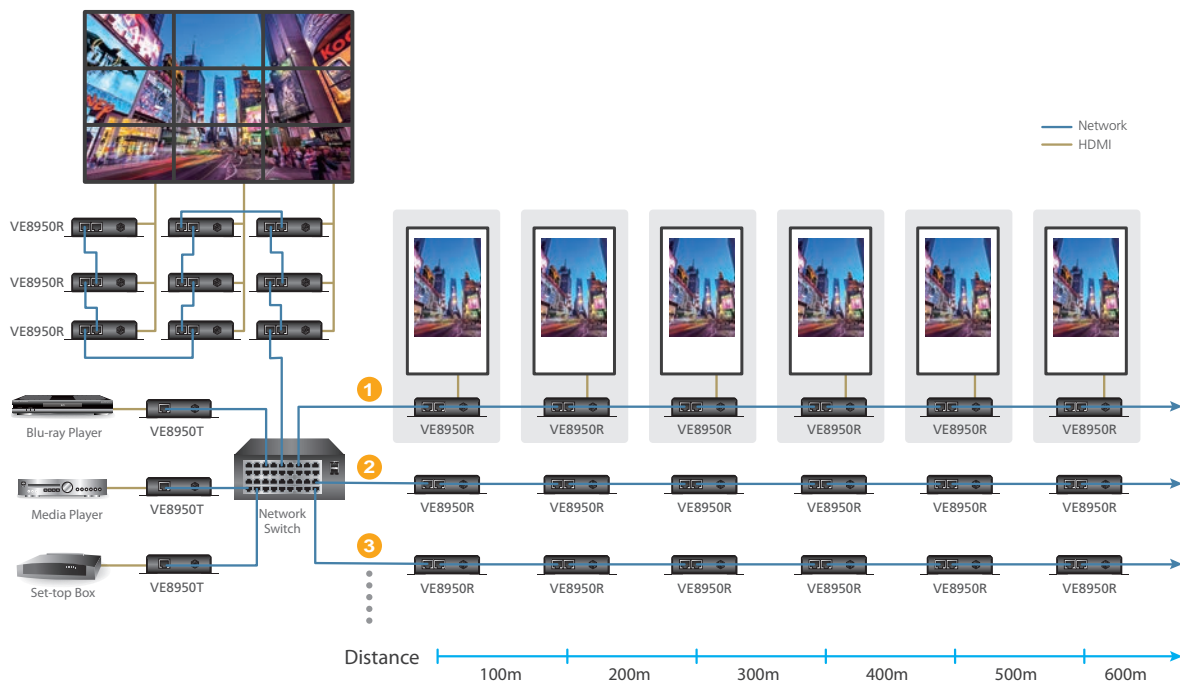 Network
HDMI
VE8950R
VE8950R
VE8950R
1
Blu-ray Player
VE8950T
VE8950R
VE8950R
VE8950R
VE8950R
VE8950R
VE8950R
2
Media Player
VE8950T
Network
Switch
VE8950R
VE8950R
VE8950R
VE8950R
VE8950R
VE8950R
3
Set-top Box
VE8950T
VE8950R
VE8950R
VE8950R
VE8950R
VE8950R
VE8950R
Distance
100m
200m
300m
400m
500m
600m